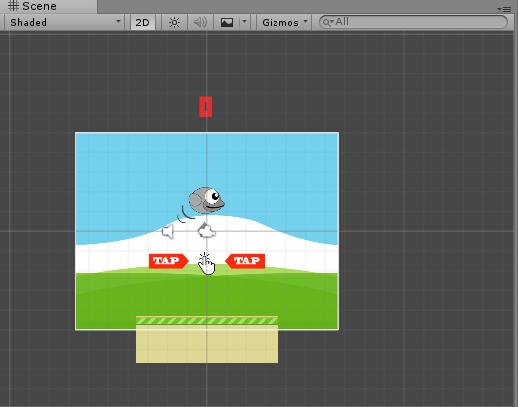 Scene
Shaded
2D
Gizmos
All
TAP
TAP